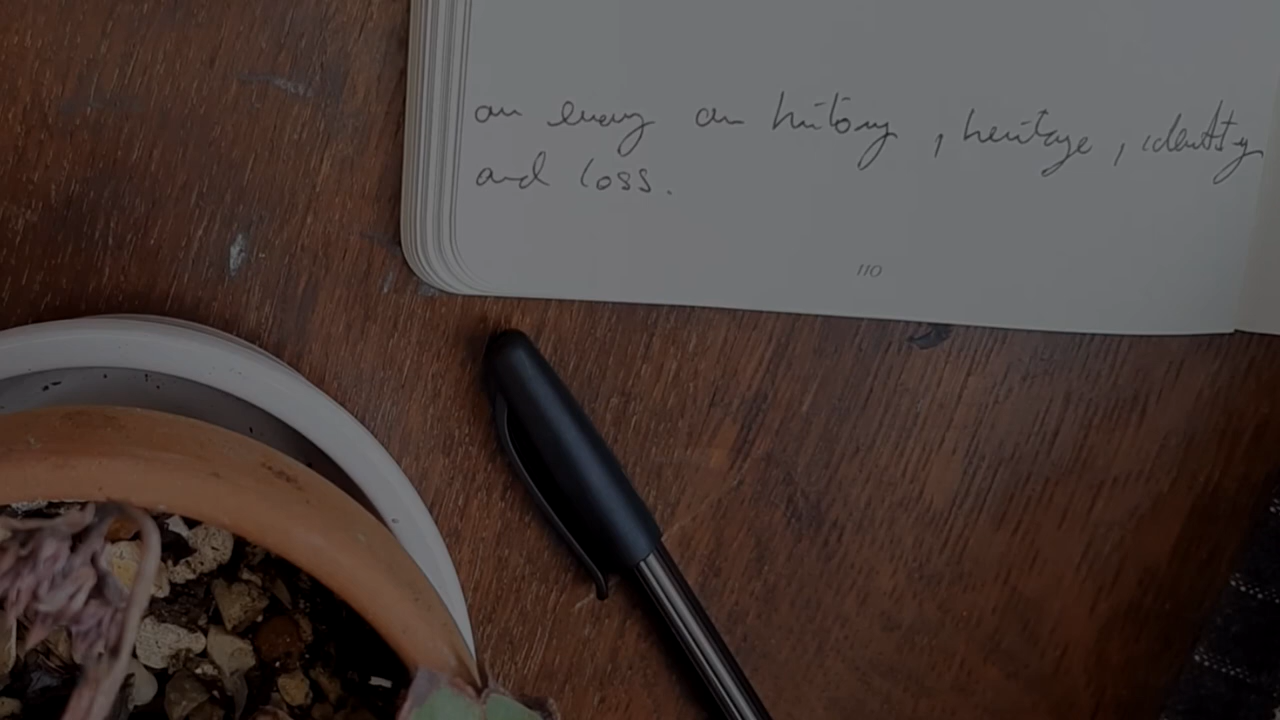 an essay on history, heritage, identity
and loss.
110